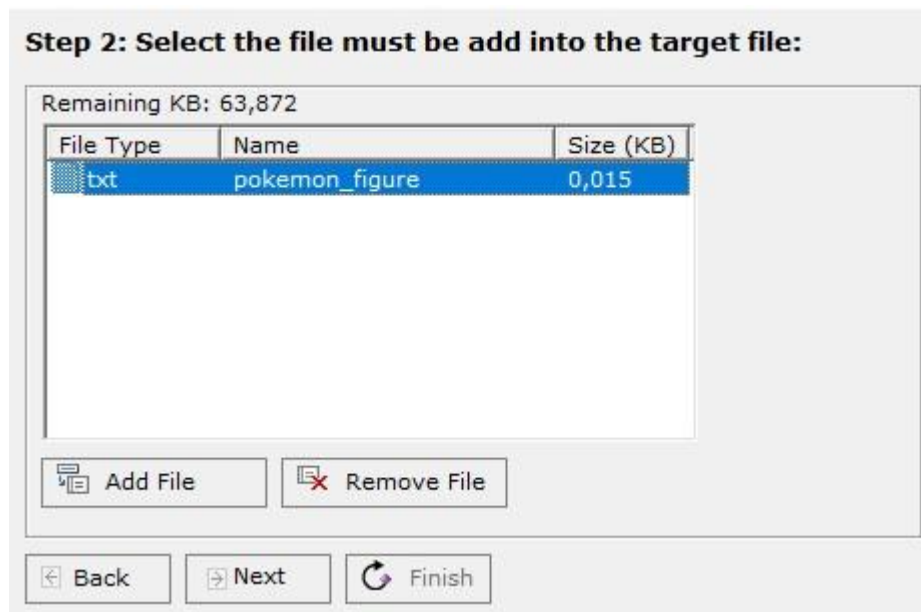 Step 2: Select the file must be add into the target file:
Remaining KB: 63,872
File Type Name Size (KB)
txt pokemon_figure 0,015
Add File Remove File
Back Next Finish